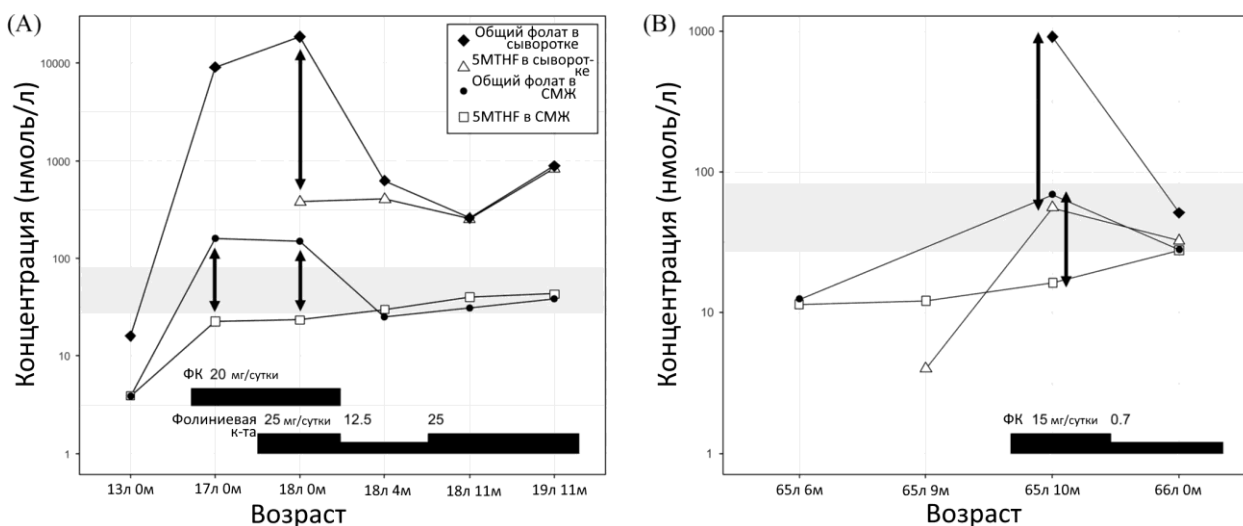 (A)
Концентрация (нмоль/л)
10000
1000
100
10
1
Общий фолат в
сыворотке
5MTHF в сыворот-
ке
Общий фолат в
СМЖ
5MTHF в СМЖ
ФК 20 мг/сутки
Фолиниевая
к-та
25 мг/сутки 12.5 25
13л 0м 17л 0м 18л 0м 18л 4м 18л 11м 19л 11м
Возраст
(B)
Концентрация (нмоль/л)
1000
100
10
1
ФК 15 мг/сутки 0.7
65л 6м 65л 9м 65л 10м 66л 0м
Возраст